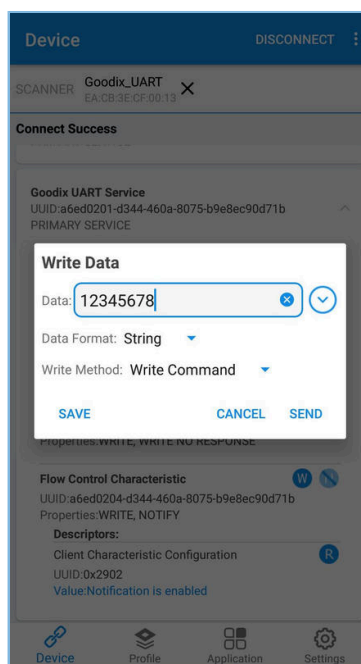 Device DISCONNECT
SCANNER Goodix_UART
EA:CB:3E:CF:00:13
Connect Success
Goodix UART Service
UUID:a6ed0201-d344-460a-8075-b9e8ec90d71b
PRIMARY SERVICE
Write Data
Data: 12345678
Data Format: String
Write Method: Write Command
SAVE CANCEL SEND
Properties:WRITE, WRITE NO RESPONSE
Flow Control Characteristic W N
UUID:a6ed0204-d344-460a-8075-b9e8ec90d71b
Properties:WRITE, NOTIFY
Descriptors:
Client Characteristic Configuration R
UUID:0x2902
Value:Notification is enabled
Device Profile Application Settings